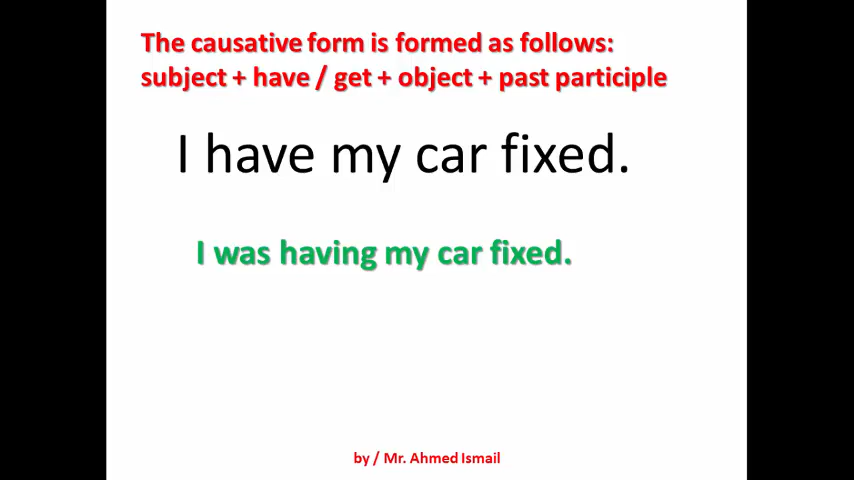 The causative form is formed as follows:
subject + have / get + object + past participle
I have my car fixed.
I was having my car fixed.
by / Mr. Ahmed Ismail